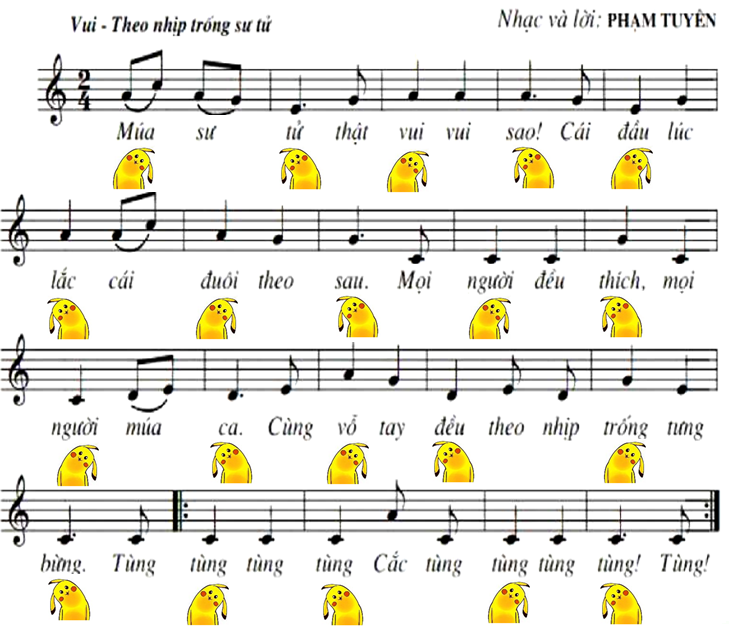 Vui - Theo nhịp trống sư tử
Nhạc và lời: PHẠM TUYÊN
2
4
Múa sư tử thật vui vui sao! Cái đầu lúc
lắc cái đuôi theo sau. Mọi người đều thích, mọi
người múa ca. Cùng vỗ tay đều theo nhịp trống tưng
bừng. Tùng tùng tùng tùng Cắc tùng tùng tùng tùng! Tùng!